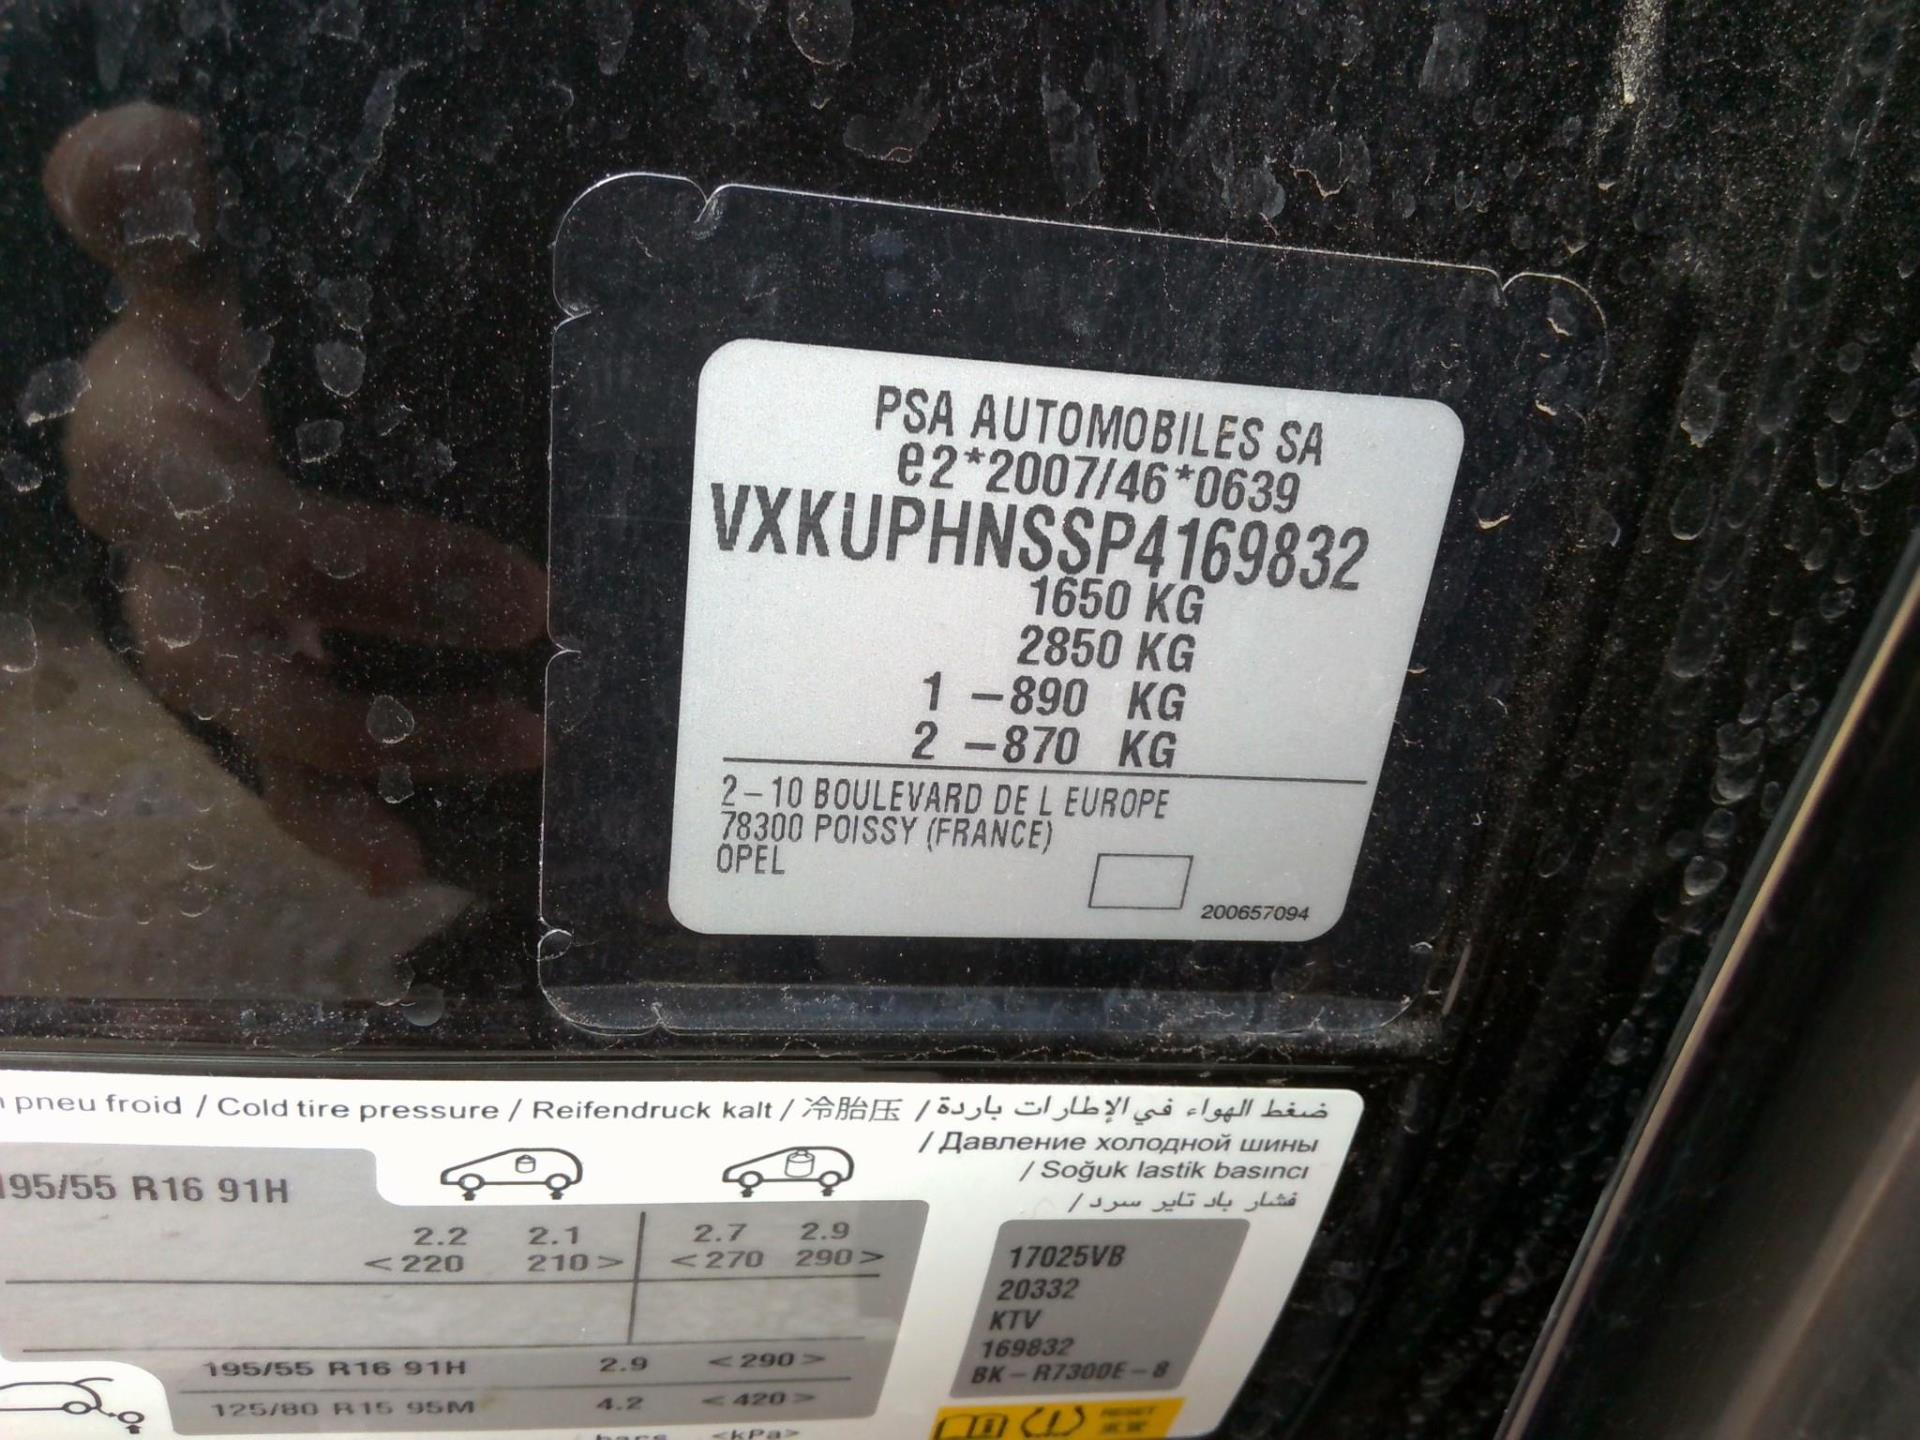 PSA AUTOMOBILES SA
e2*2007/46*0639
VXKUPHNSSP4169832
1650 KG
2850 KG
1 -890 KG
2 -870 KG
2-10 BOULEVARD DE L EUROPE
78300 POISSY (FRANCE)
OPEL
200657094
pneu froid / Cold tire pressure / Reifendruck kalt / 冷胎压 / ضغط الهواء في الإطارات باردة
/ Давление холодной шины
/ Soğuk lastik basıncı
/ فشار باد تایر سرد
195/55 R16 91H
2.2 2.1 2.7 2.9
<220 210> <270 290>
195/55 R16 91H 2.9 <290>
125/80 R15 95M 4.2 <420>
bars <kPa>
17025VB
20332
KTV
169832
BK-R7300E-8
RESET